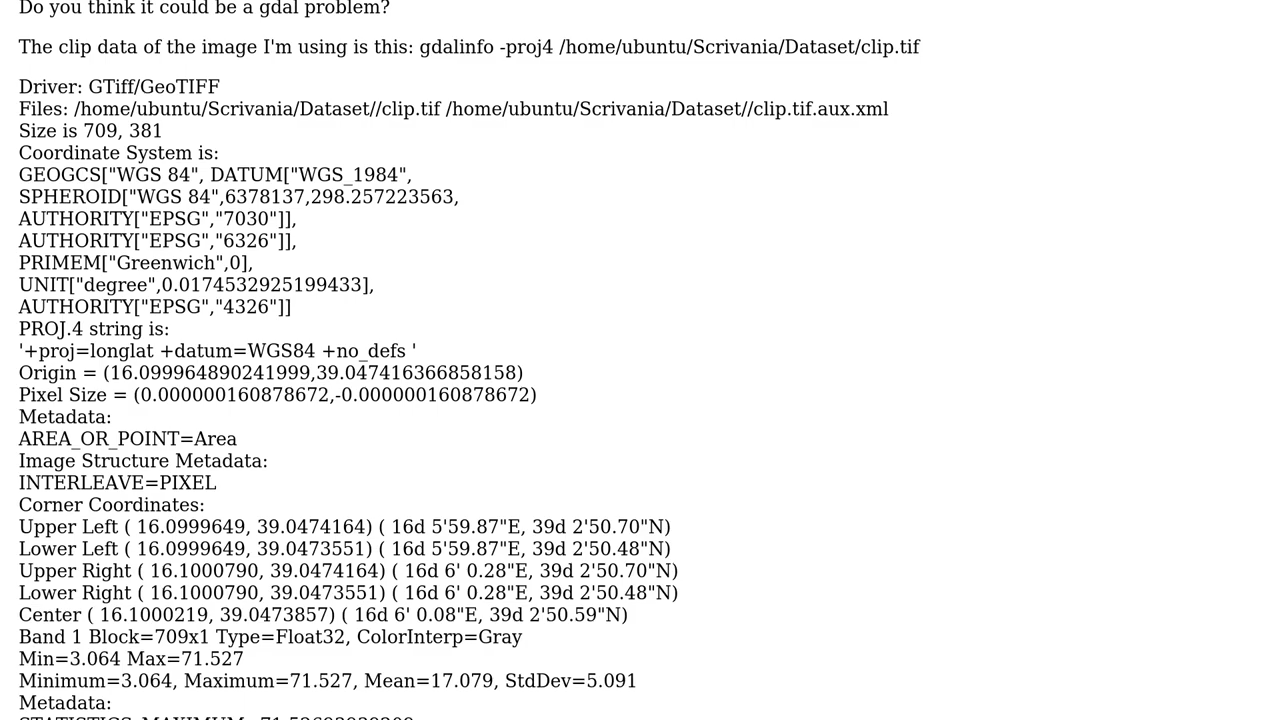 Do you think it could be a gdal problem?
The clip data of the image I'm using is this: gdalinfo -proj4 /home/ubuntu/Scrivania/Dataset/clip.tif
Driver: GTiff/GeoTIFF
Files: /home/ubuntu/Scrivania/Dataset//clip.tif /home/ubuntu/Scrivania/Dataset//clip.tif.aux.xml
Size is 709, 381
Coordinate System is:
GEOGCS["WGS 84", DATUM["WGS_1984",
SPHEROID["WGS 84",6378137,298.257223563,
AUTHORITY["EPSG","7030"]],
AUTHORITY["EPSG","6326"]],
PRIMEM["Greenwich",0],
UNIT["degree",0.0174532925199433],
AUTHORITY["EPSG","4326"]]
PROJ.4 string is:
'+proj=longlat +datum=WGS84 +no_defs '
Origin = (16.099964890241999,39.047416366858158)
Pixel Size = (0.000000160878672,-0.000000160878672)
Metadata:
AREA_OR_POINT=Area
Image Structure Metadata:
INTERLEAVE=PIXEL
Corner Coordinates:
Upper Left ( 16.0999649, 39.0474164) ( 16d 5'59.87"E, 39d 2'50.70"N)
Lower Left ( 16.0999649, 39.0473551) ( 16d 5'59.87"E, 39d 2'50.48"N)
Upper Right ( 16.1000790, 39.0474164) ( 16d 6' 0.28"E, 39d 2'50.70"N)
Lower Right ( 16.1000790, 39.0473551) ( 16d 6' 0.28"E, 39d 2'50.48"N)
Center ( 16.1000219, 39.0473857) ( 16d 6' 0.08"E, 39d 2'50.59"N)
Band 1 Block=709x1 Type=Float32, ColorInterp=Gray
Min=3.064 Max=71.527
Minimum=3.064, Maximum=71.527, Mean=17.079, StdDev=5.091
Metadata: